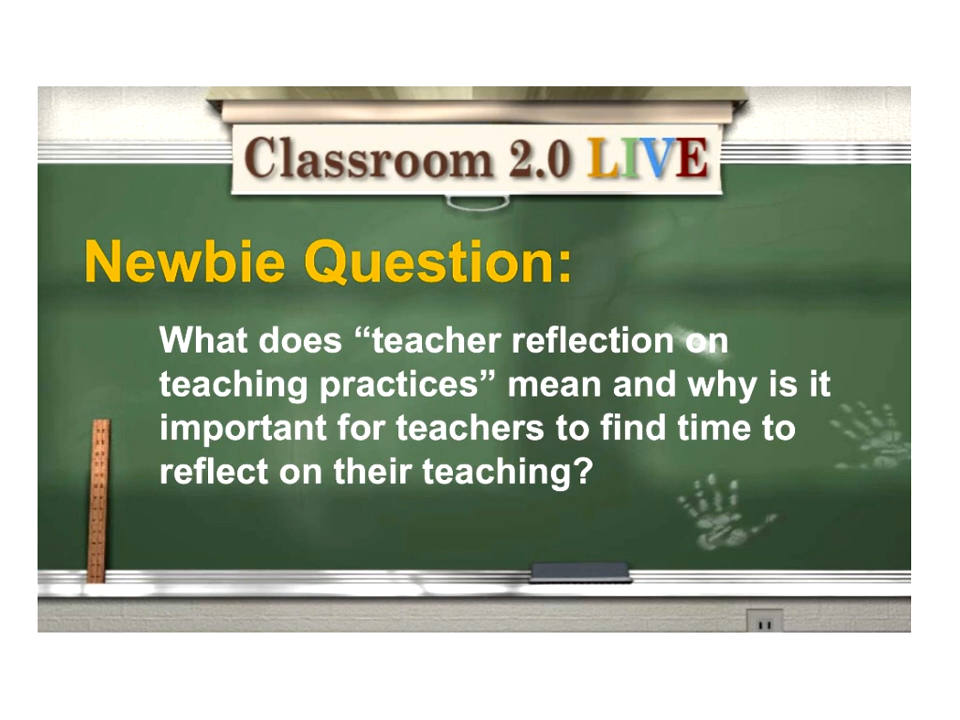 Classroom 2.0 LIVE
Newbie Question:
What does “teacher reflection on
teaching practices” mean and why is it
important for teachers to find time to
reflect on their teaching?